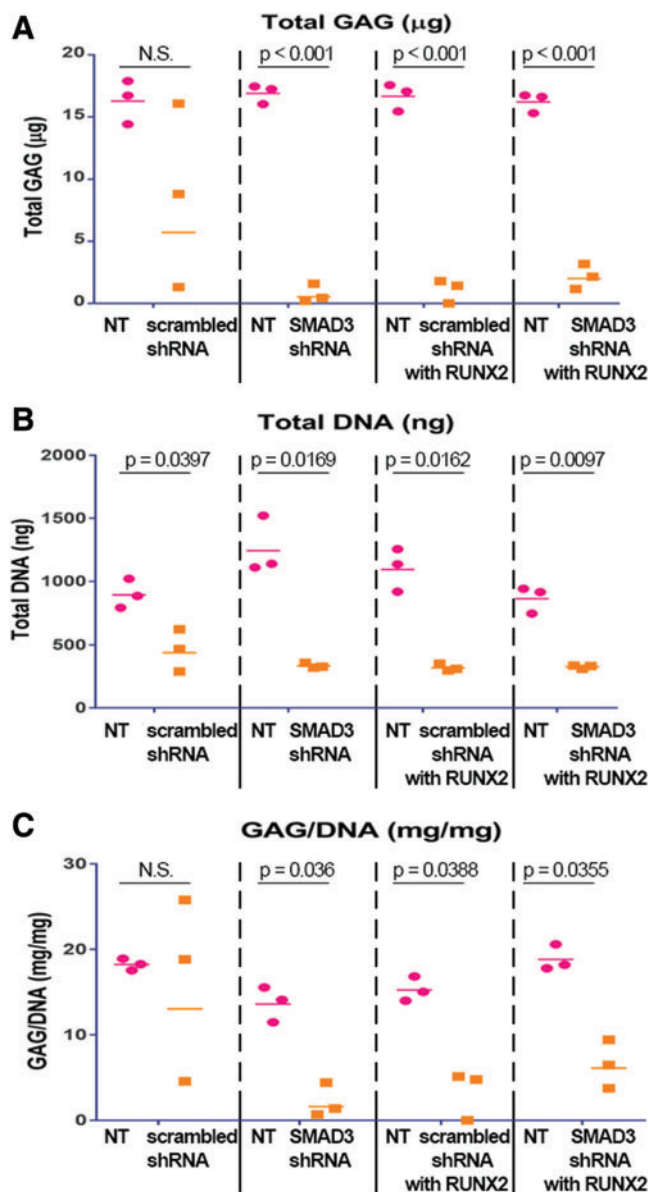 A
Total GAG (μg)
Total GAG (μg)
20
15
10
5
0
N.S.
p < 0.001
p < 0.001
p < 0.001
NT scrambled NT SMAD3 NT scrambled NT SMAD3
shRNA shRNA shRNA shRNA
with RUNX2 with RUNX2
B
Total DNA (ng)
Total DNA (ng)
2000
1500
1000
500
0
p = 0.0397
p = 0.0169
p = 0.0162
p = 0.0097
NT scrambled NT SMAD3 NT scrambled NT SMAD3
shRNA shRNA shRNA shRNA
with RUNX2 with RUNX2
C
GAG/DNA (mg/mg)
GAG/DNA (mg/mg)
30
20
10
0
N.S.
p = 0.036
p = 0.0388
p = 0.0355
NT scrambled NT SMAD3 NT scrambled NT SMAD3
shRNA shRNA shRNA shRNA
with RUNX2 with RUNX2